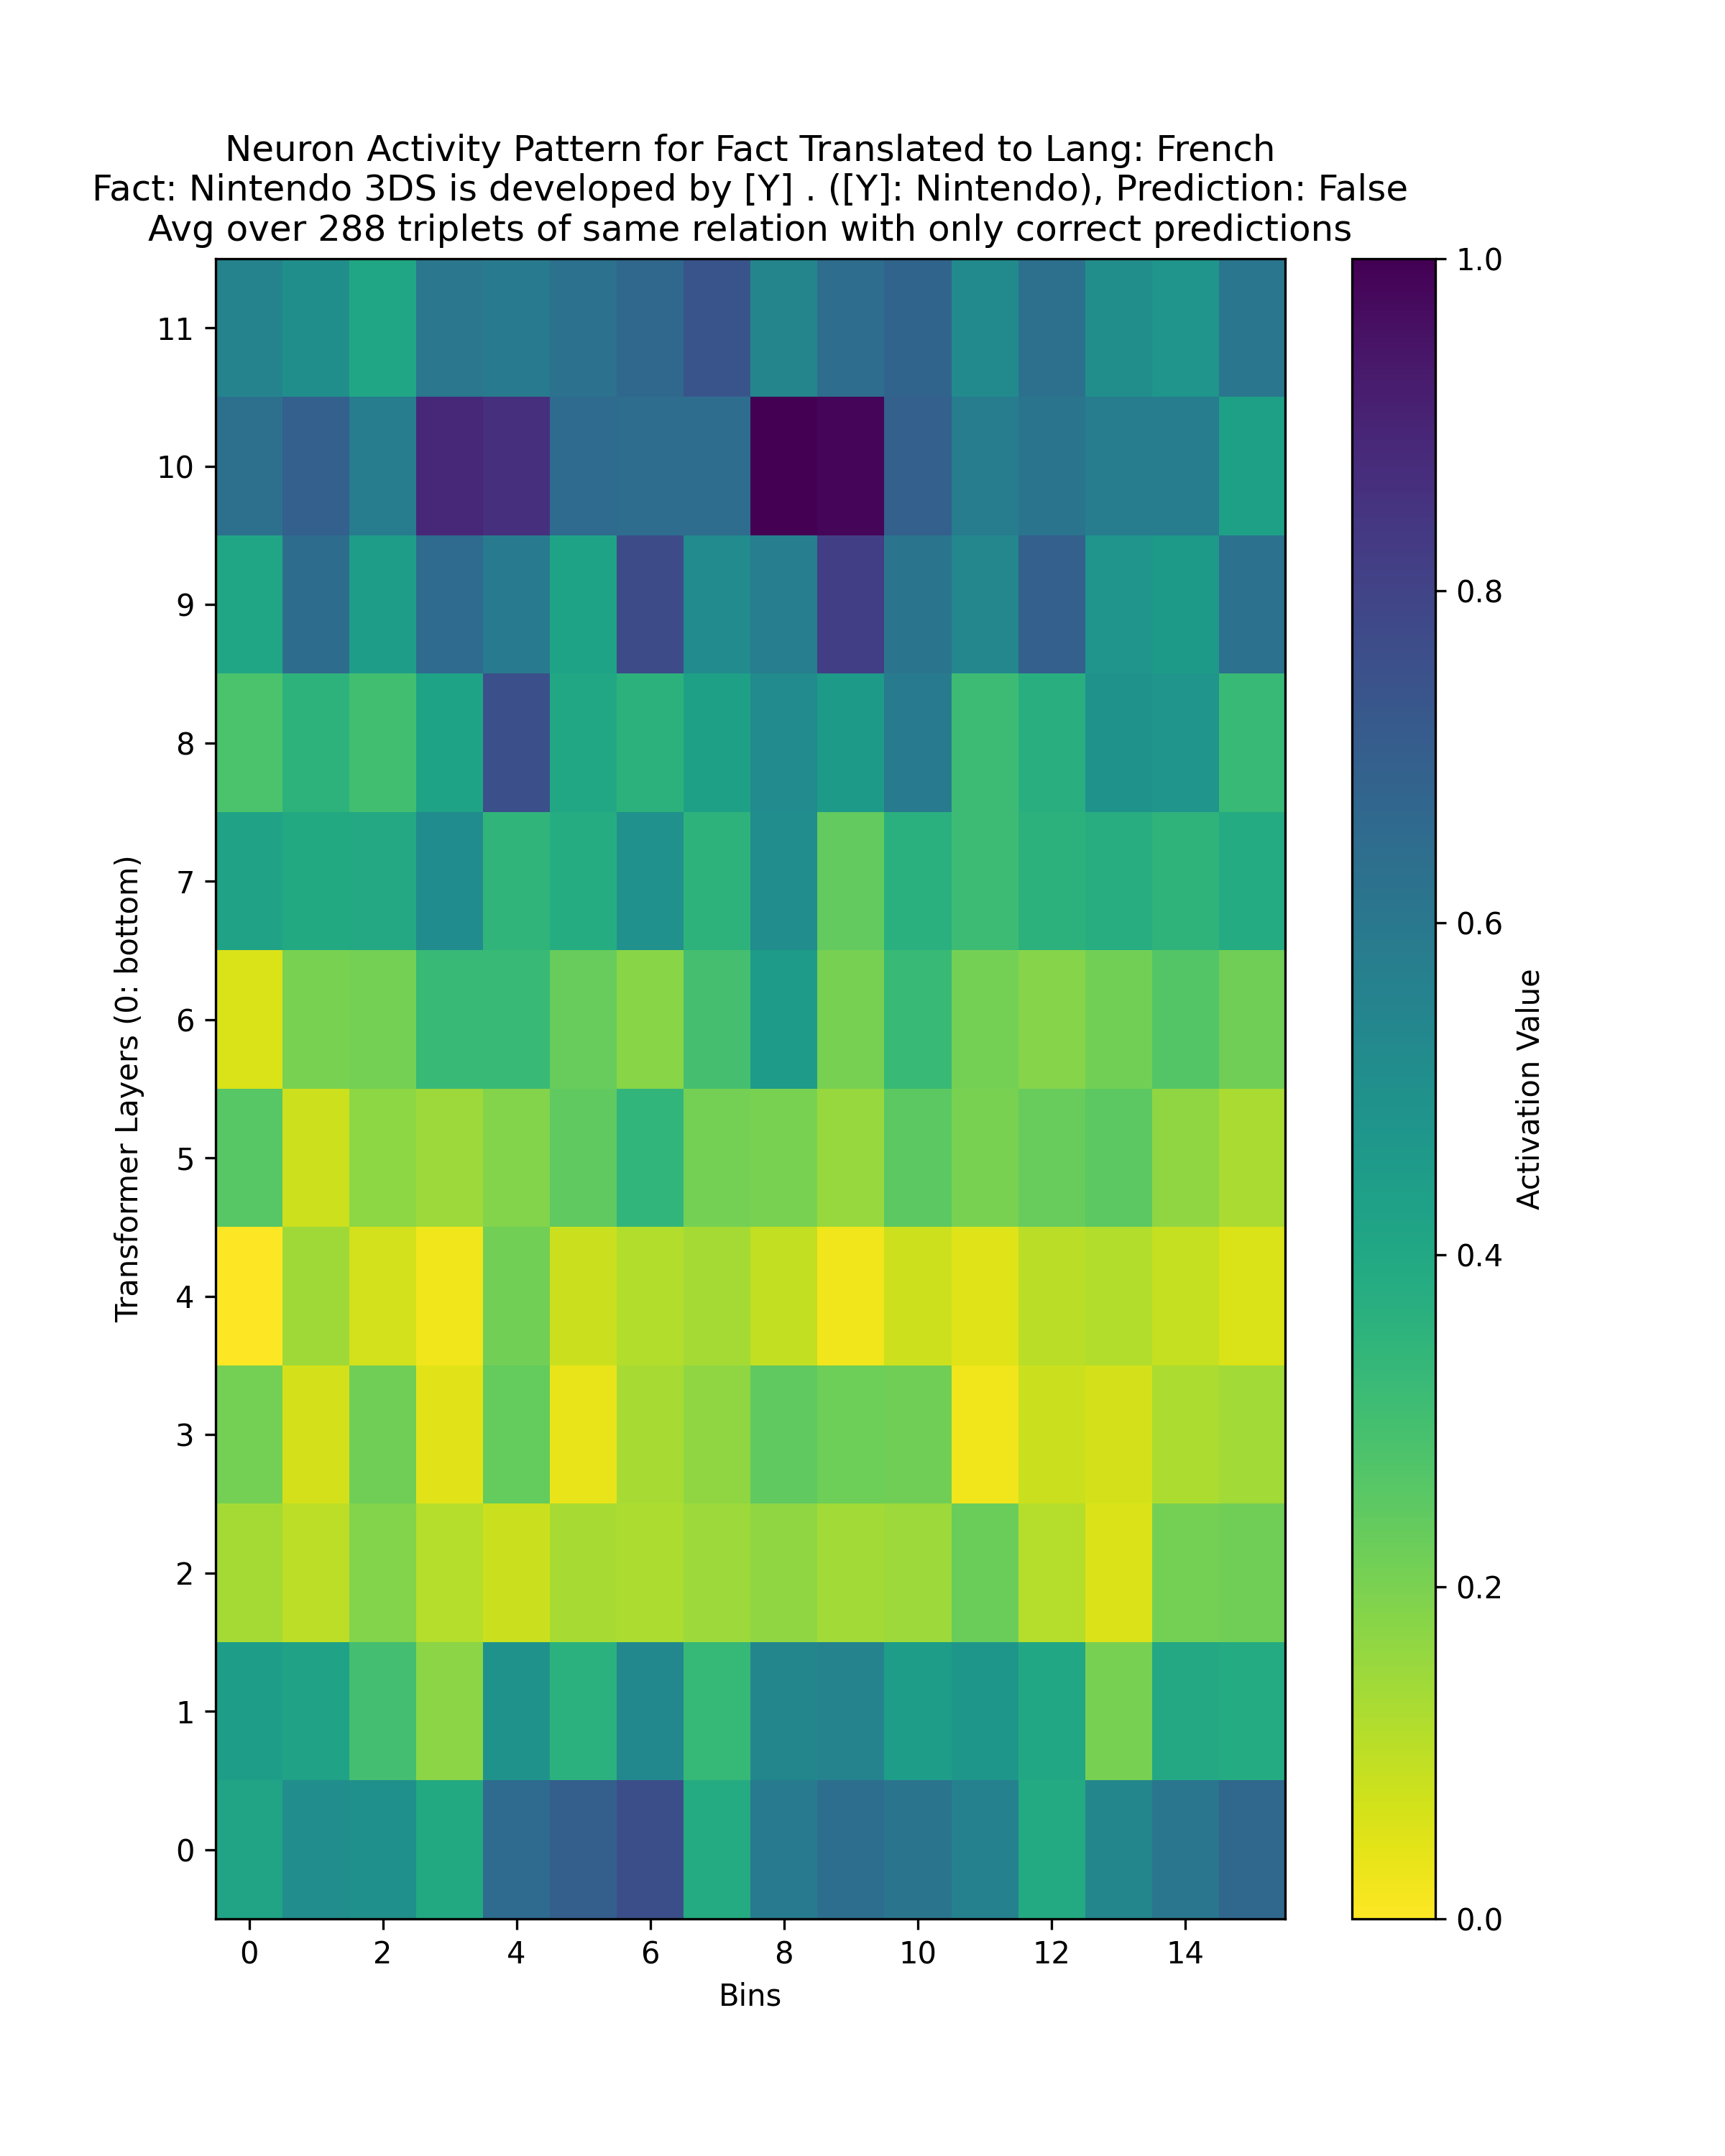 Neuron Activity Pattern for Fact Translated to Lang: French
Fact: Nintendo 3DS is developed by [Y] . ([Y]: Nintendo), Prediction: False
Avg over 288 triplets of same relation with only correct predictions
Transformer Layers (0: bottom)
11
10
9
8
7
6
5
4
3
2
1
0
0 2 4 6 8 10 12 14
Bins
1.0
0.8
0.6
0.4
0.2
0.0
Activation Value